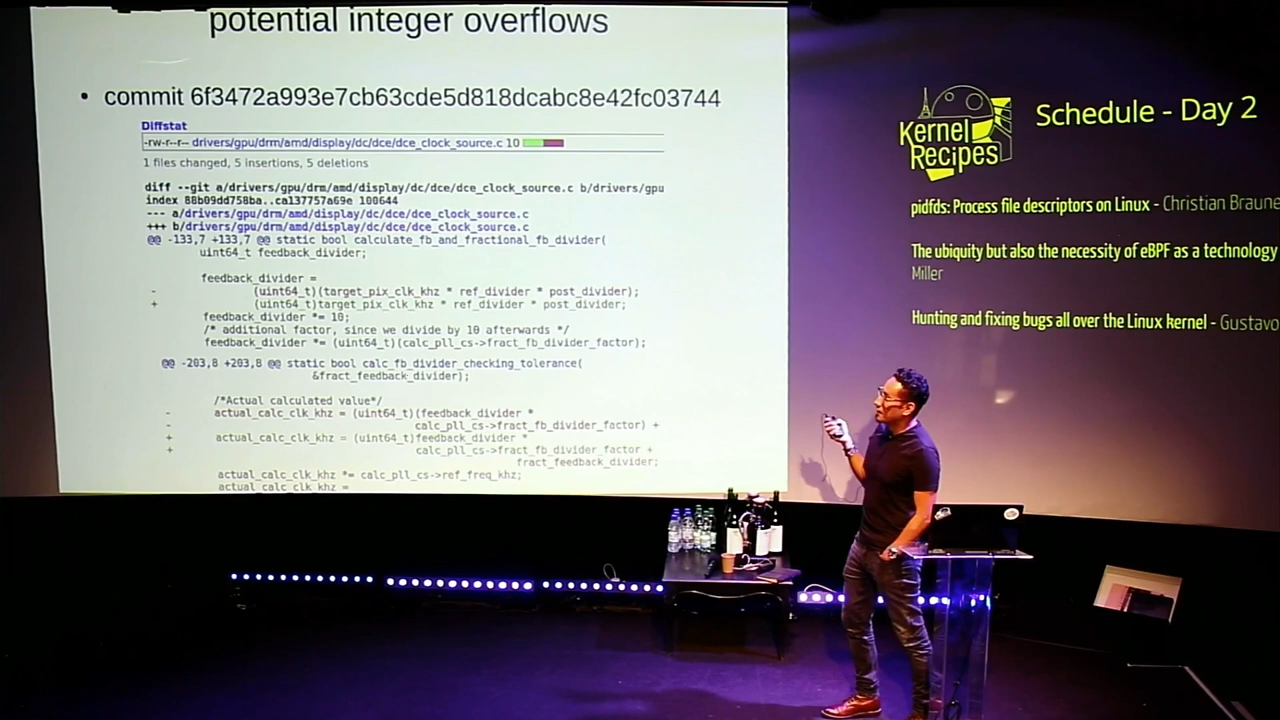 potential integer overflows
• commit 6f3472a993e7cb63cde5d818dcabc8e42fc03744
Diffstat
-rw-r--r-- drivers/gpu/drm/amd/display/dc/dce/dce_clock_source.c 10
1 files changed, 5 insertions, 5 deletions
diff --git a/drivers/gpu/drm/amd/display/dc/dce/dce_clock_source.c b/drivers/gpu
index 88b09dd758ba..ca137757a69e 100644
--- a/drivers/gpu/drm/amd/display/dc/dce/dce_clock_source.c
+++ b/drivers/gpu/drm/amd/display/dc/dce/dce_clock_source.c
@@ -133,7 +133,7 @@ static bool calculate_fb_and_fractional_fb_divider(
uint64_t feedback_divider;
feedback_divider =
- (uint64_t)(target_pix_clk_khz * ref_divider * post_divider);
+ (uint64_t)target_pix_clk_khz * ref_divider * post_divider;
feedback_divider *= 10;
/* additional factor, since we divide by 10 afterwards */
feedback_divider *= (uint64_t)(calc_pll_cs->fract_fb_divider_factor);
@@ -203,8 +203,8 @@ static bool calc_fb_divider_checking_tolerance(
&fract_feedback_divider);
/*Actual calculated value*/
- actual_calc_clk_khz = (uint64_t)(feedback_divider *
- calc_pll_cs->fract_fb_divider_factor) +
+ actual_calc_clk_khz = (uint64_t)feedback_divider *
+ calc_pll_cs->fract_fb_divider_factor +
fract_feedback_divider;
actual_calc_clk_khz *= calc_pll_cs->ref_freq_khz;
actual_calc_clk_khz =
Kernel
Recipes
Schedule - Day 2
pidfds: Process file descriptors on Linux - Christian Braune
The ubiquity but also the necessity of eBPF as a technology
Miller
Hunting and fixing bugs all over the Linux kernel - Gustavo